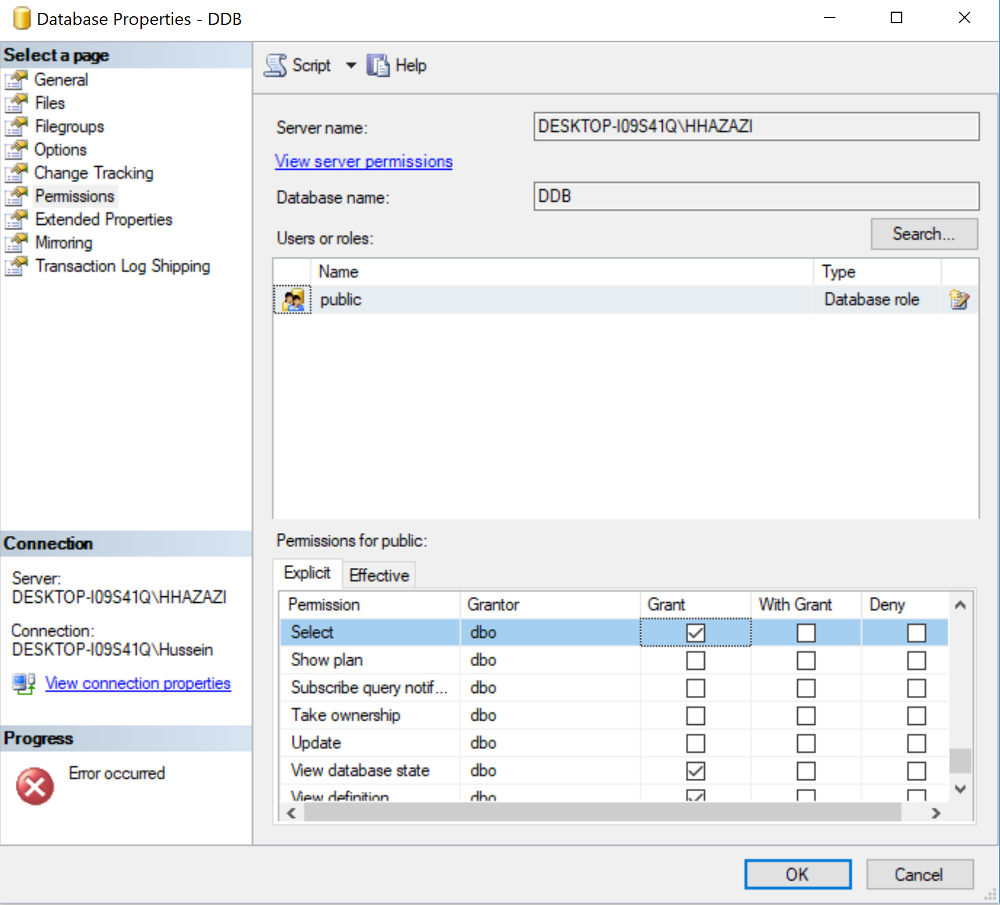 Database Properties - DDB
Select a page
General
Files
Filegroups
Options
Change Tracking
Permissions
Extended Properties
Mirroring
Transaction Log Shipping
Connection
Server:
DESKTOP-I09S41Q\HHAZAZI
Connection:
DESKTOP-I09S41Q\Hussein
View connection properties
Progress
Error occurred
Script Help
Server name: DESKTOP-I09S41Q\HHAZAZI
View server permissions
Database name: DDB
Users or roles: Search...
Name Type
public Database role
Permissions for public:
Explicit Effective
Permission Grantor Grant With Grant Deny
Select dbo
Show plan dbo
Subscribe query notif... dbo
Take ownership dbo
Update dbo
View database state dbo
View definition dbo
OK Cancel